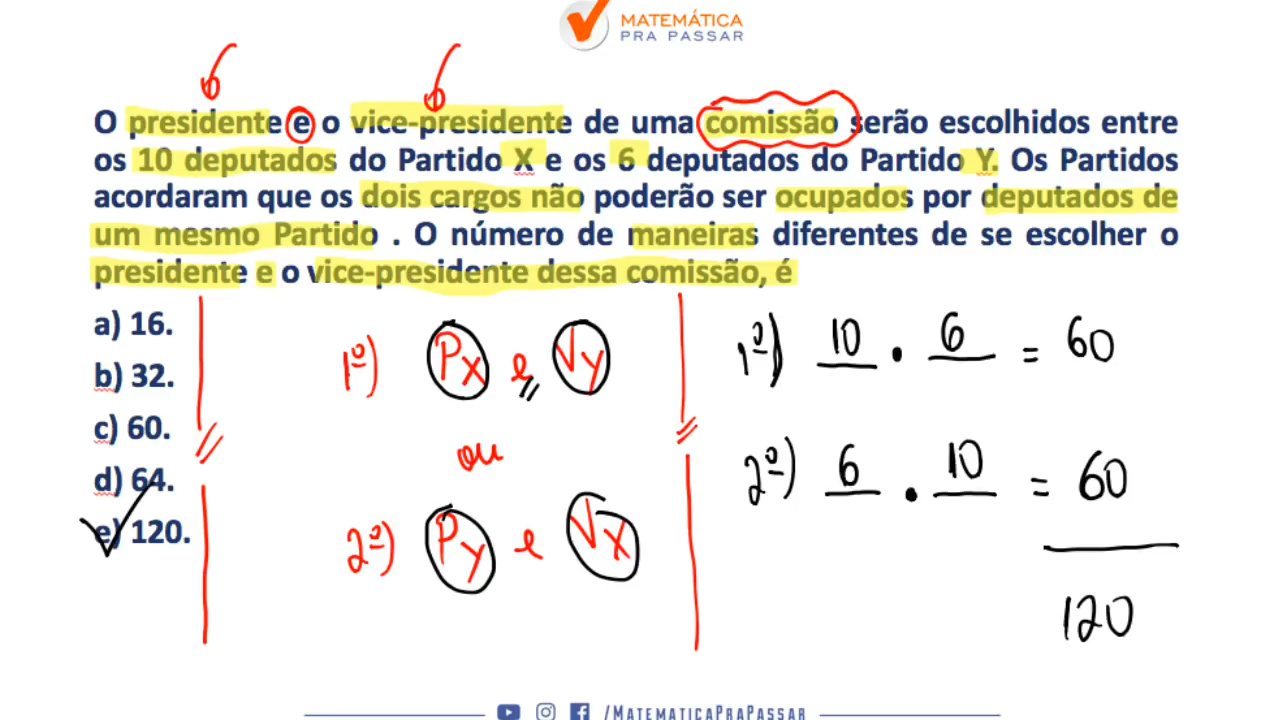 MATEMÁTICA
PRA PASSAR
O presidente e o vice-presidente de uma comissão serão escolhidos entre
os 10 deputados do Partido X e os 6 deputados do Partido Y. Os Partidos
acordaram que os dois cargos não poderão ser ocupados por deputados de
um mesmo Partido . O número de maneiras diferentes de se escolher o
presidente e o vice-presidente dessa comissão, é
a) 16.
b) 32.
c) 60.
d) 64.
e) 120.
1º) Px e Vy
ou
2º) Py e Vx
1º) 10 . 6 = 60
2º) 6 . 10 = 60
120
/MATEMATICAPRAPASSAR